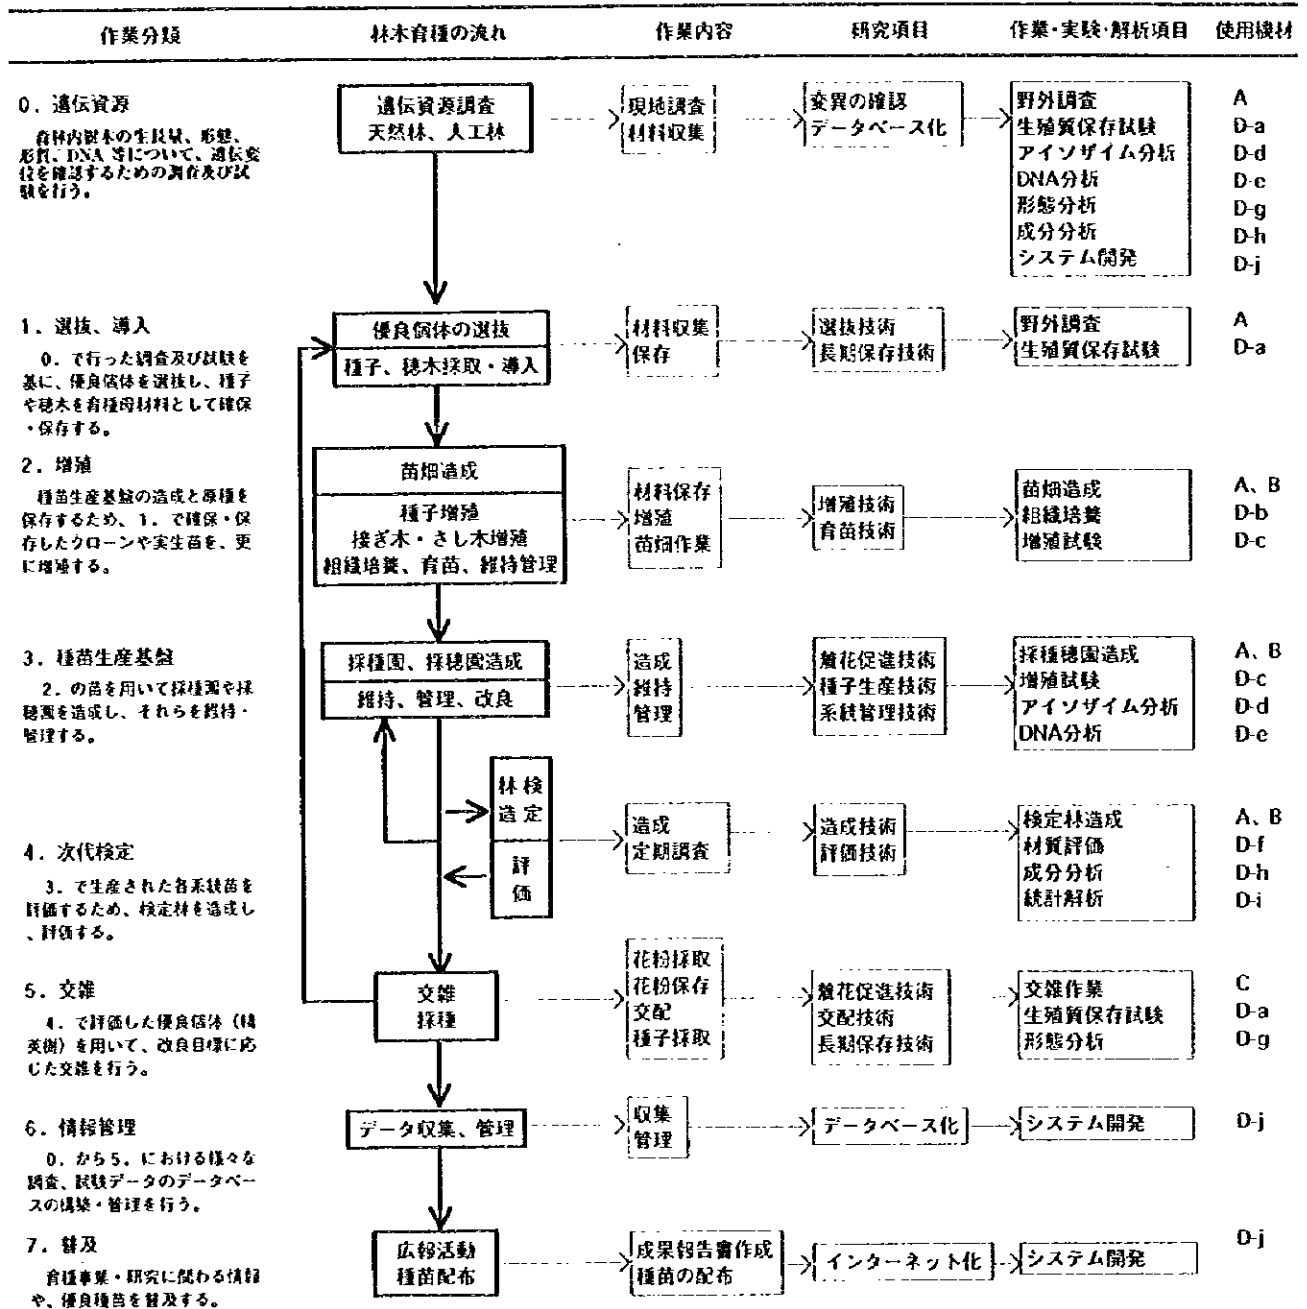 作業分類 林木育種の流れ 作業内容 研究項目 作業・実験・解析項目 使用機材
0. 遺伝資源
森林内樹木の生長量、形態、
形質、DNA 等について、遺伝変
位を確認するための調査及び試
験を行う。
遺伝資源調査
天然林、人工林
現地調査
材料収集
変異の確認
データベース化
野外調査
生殖質保存試験
アイソザイム分析
DNA分析
形態分析
成分分析
システム開発
A
D-a
D-d
D-e
D-g
D-h
D-j
1. 選抜、導入
0. で行った調査及び試験を
基に、優良個体を選抜し、種子
や穂木を育種母材料として確保
・保存する。
優良個体の選抜
種子、穂木採取・導入
材料収集
保存
選抜技術
長期保存技術
野外調査
生殖質保存試験
A
D-a
2. 増殖
種苗生産基盤の造成と原種を
保存するため、1. で確保・保
存したクローンや実生苗を、更
に増殖する。
苗畑造成
種子増殖
接ぎ木・さし木増殖
組織培養、育苗、維持管理
材料保存
増殖
苗畑作業
増殖技術
育苗技術
苗畑造成
組織培養
増殖試験
A、B
D-b
D-c
3. 種苗生産基盤
2. の苗を用いて採種園や採
穂園を造成し、それらを維持・
管理する。
採種園、採穂園造成
維持、管理、改良
造成
維持
管理
着花促進技術
種子生産技術
系統管理技術
採種穂園造成
増殖試験
アイソザイム分析
DNA分析
A、B
D-c
D-d
D-e
4. 次代検定
3. で生産された各系統苗を
評価するため、検定林を造成し
、評価する。
林 検
造 定
評
価
造成
定期調査
造成技術
評価技術
検定林造成
材質評価
成分分析
統計解析
A、B
D-f
D-h
D-i
5. 交雑
4. で評価した優良個体（精
英樹）を用いて、改良目標に応
じた交雑を行う。
交雑
採種
花粉採取
花粉保存
交配
種子採取
着花促進技術
交配技術
長期保存技術
交雑作業
生殖質保存試験
形態分析
C
D-a
D-g
6. 情報管理
0. から5. における様々な
調査、試験データのデータベー
スの構築・管理を行う。
データ収集、管理
収集
管理
データベース化
システム開発
D-j
7. 普及
育種事業・研究に関わる情報
や、優良種苗を普及する。
広報活動
種苗配布
成果報告書作成
種苗の配布
インターネット化
システム開発
D-j